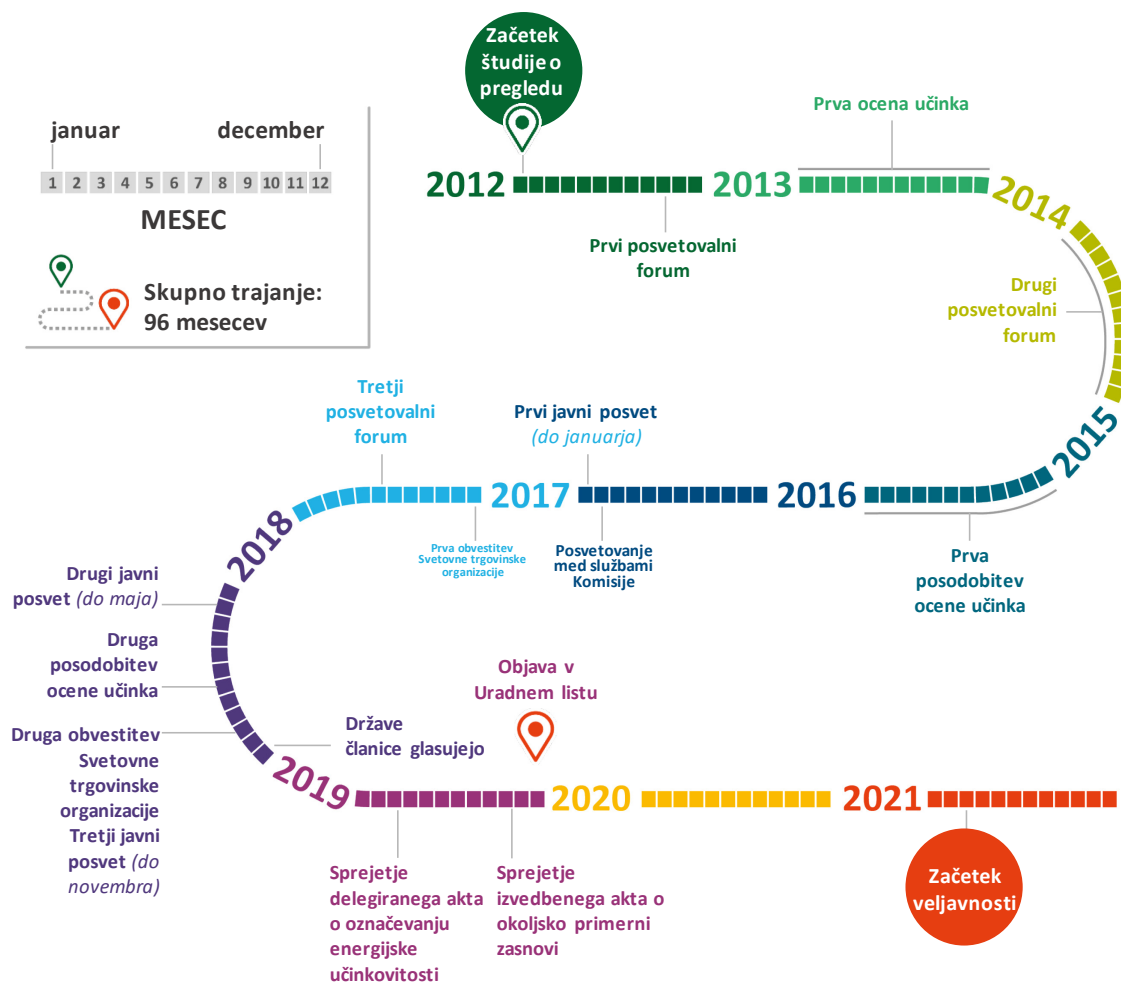 Začetek
študije o
pregledu
januar
december
1 2 3 4 5 6 7 8 9 10 11 12
MESEC
Skupno trajanje:
96 mesecev
Prva ocena učinka
2012
2013
2014
Prvi posvetovalni
forum
Drugi
posvetovalni
forum
2015
Tretji
posvetovalni
forum
Prvi javni posvet
(do januarja)
2018
2017
2016
Prva obvestitev
Svetovne trgovinske
organizacije
Posvetovanje
med službami
Komisije
Prva
posodobitev
ocene učinka
Drugi javni
posvet (do maja)
Druga
posodobitev
ocene učinka
Druga obvestitev
Svetovne
trgovinske
organizacije
Tretji javni
posvet (do
novembra)
Objava v
Uradnem listu
Države
članice glasujejo
2019
2020
2021
Sprejetje
delegiranega akta
o označevanju
energijske
učinkovitosti
Sprejetje
izvedbenega akta o
okoljsko primerni
zasnovi
Začetek
veljavnosti